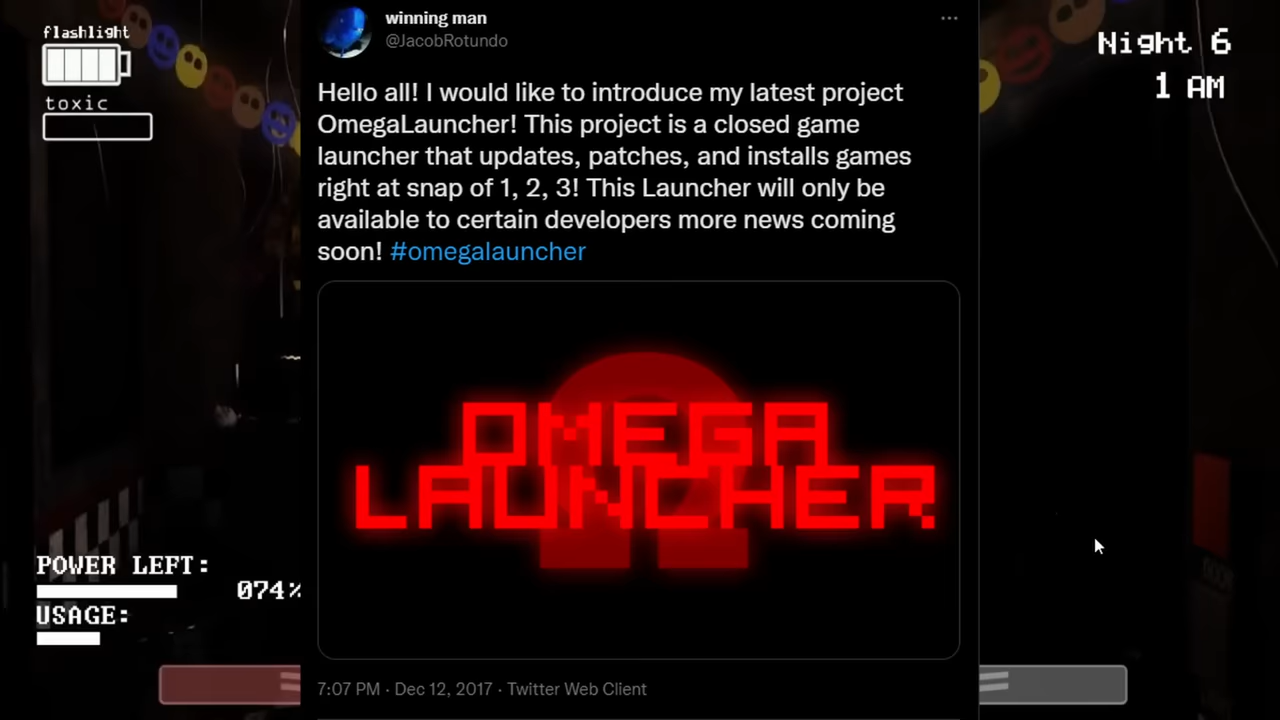 flashlight
toxic
winning man
@JacobRotundo
Night 6
1 AM
Hello all! I would like to introduce my latest project
OmegaLauncher! This project is a closed game
launcher that updates, patches, and installs games
right at snap of 1, 2, 3! This Launcher will only be
available to certain developers more news coming
soon! #omegalauncher
OMEGA
LAUNCHER
POWER LEFT:
074%
USAGE:
7:07 PM · Dec 12, 2017 · Twitter Web Client